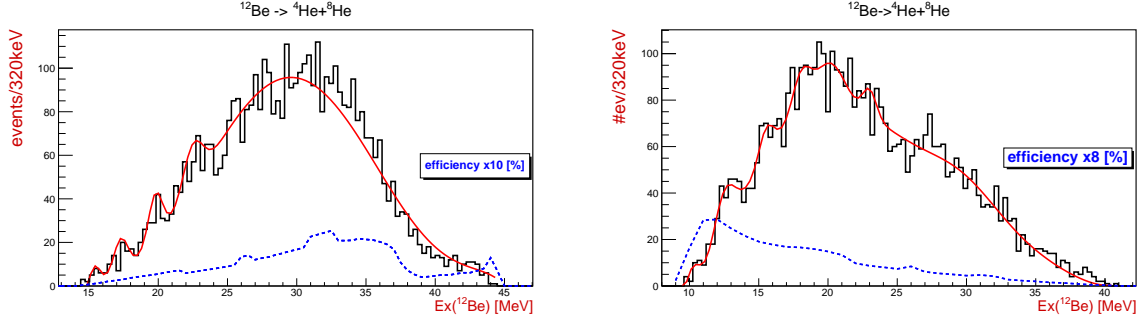 ¹²Be -> ⁴He+⁸He
events/320keV
100
80
60
40
20
0
efficiency x10 [%]
15 20 25 30 35 40 45
Ex(¹²Be) [MeV]
¹²Be->⁴He+⁸He
#ev/320keV
100
80
60
40
20
0
efficiency x8 [%]
10 15 20 25 30 35 40
Ex(¹²Be) [MeV]